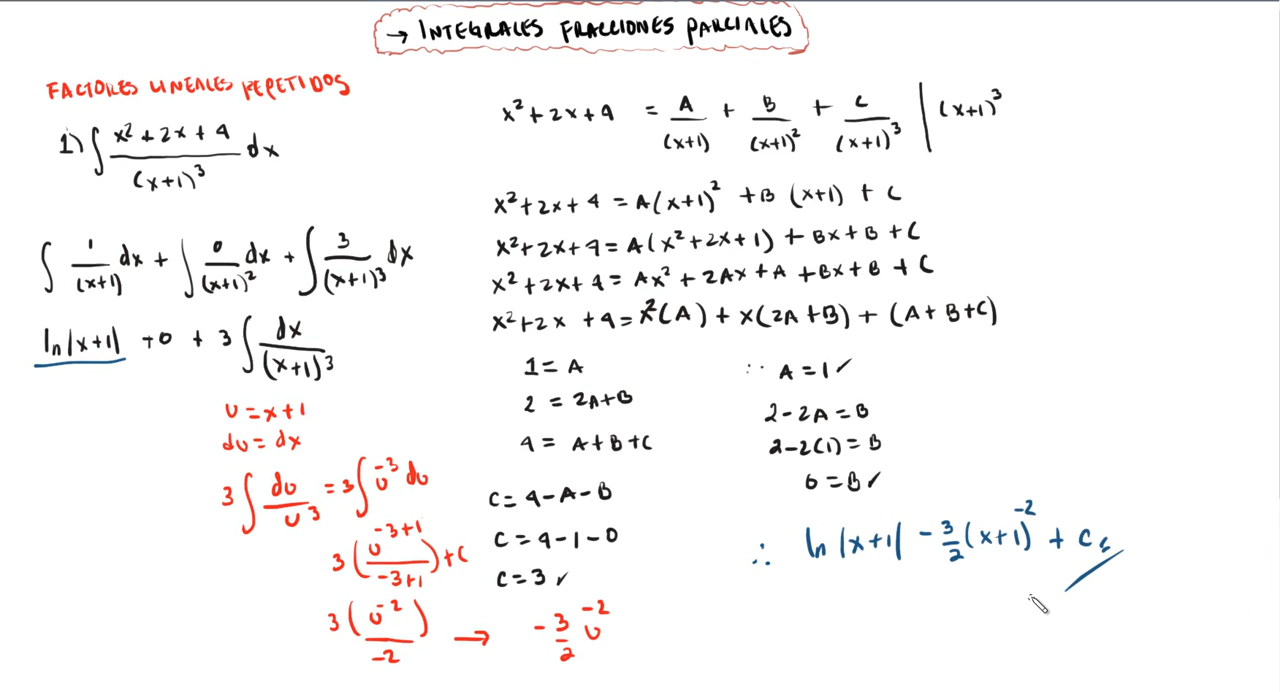 → INTEGRALES FRACCIONES PARCIALES
FACTORES LINEALES REPETIDOS
1) ∫ (x² + 2x + 4)/(x+1)³ dx
∫ 1/(x+1) dx + ∫ 0/(x+1)² dx + ∫ 3/(x+1)³ dx
ln|x+1| + 0 + 3 ∫ dx/(x+1)³
u = x+1
du = dx
3 ∫ du/u³ = 3 ∫ u⁻³ du
3 (u⁻³⁺¹/(-3+1)) + C
3 (u⁻²/-2) → -3/2 u⁻²
x² + 2x + 4 = A/(x+1) + B/(x+1)² + C/(x+1)³ | (x+1)³
x² + 2x + 4 = A(x+1)² + B(x+1) + C
x² + 2x + 4 = A(x² + 2x + 1) + Bx + B + C
x² + 2x + 4 = Ax² + 2Ax + A + Bx + B + C
x² + 2x + 4 = x²(A) + x(2A + B) + (A + B + C)
1 = A
2 = 2A + B
4 = A + B + C
C = 4 - A - B
C = 4 - 1 - 0
C = 3 ✓
∴ A = 1 ✓
2 - 2A = B
2 - 2(1) = B
0 = B ✓
∴ ln|x+1| - 3/2 (x+1)⁻² + C